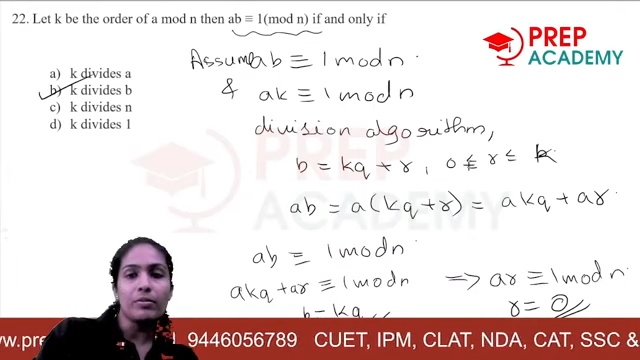 22. Let k be the order of a mod n then ab ≡ 1(mod n) if and only if
a) k divides a
b) k divides b
c) k divides n
d) k divides 1
Assume ab ≡ 1 mod n.
& ak ≡ 1 mod n
division algorithm,
b = kq + r, 0 ≤ r ≤ k
ab = a(kq + r) = akq + ar.
ab ≡ 1 mod n.
akq + ar ≡ 1 mod n
⟹ ar ≡ 1 mod n.
b = kq
r = 0
PREP
ACADEMY
PREP
ACADEMY
www.pre
9446056789 CUET, IPM, CLAT, NDA, CAT, SSC &